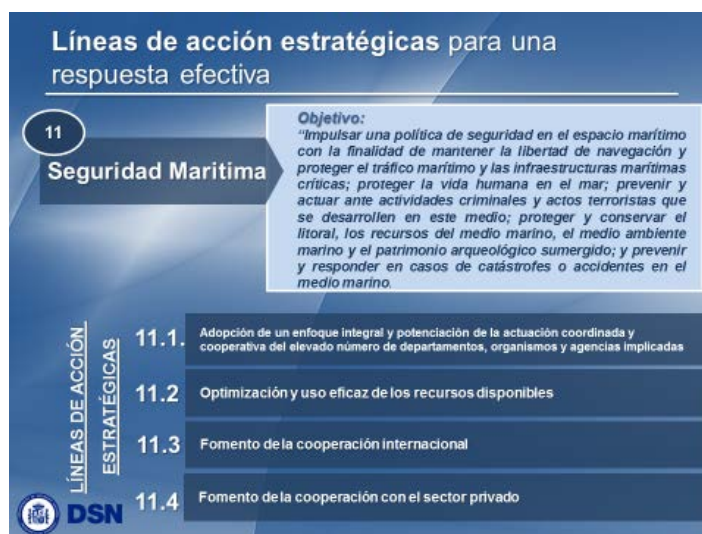 Líneas de acción estratégicas para una
respuesta efectiva
11
Seguridad Maritima
Objetivo:
"Impulsar una política de seguridad en el espacio marítimo
con la finalidad de mantener la libertad de navegación y
proteger el tráfico marítimo y las infraestructuras marítimas
críticas; proteger la vida humana en el mar; prevenir y
actuar ante actividades criminales y actos terroristas que
se desarrollen en este medio; proteger y conservar el
litoral, los recursos del medio marino, el medio ambiente
marino y el patrimonio arqueológico sumergido; y prevenir
y responder en casos de catástrofes o accidentes en el
medio marino.
LÍNEAS DE ACCIÓN
ESTRATÉGICAS
11.1. Adopción de un enfoque integral y potenciación de la actuación coordinada y
cooperativa del elevado número de departamentos, organismos y agencias implicadas
11.2 Optimización y uso eficaz de los recursos disponibles
11.3 Fomento de la cooperación internacional
11.4 Fomento de la cooperación con el sector privado
DSN